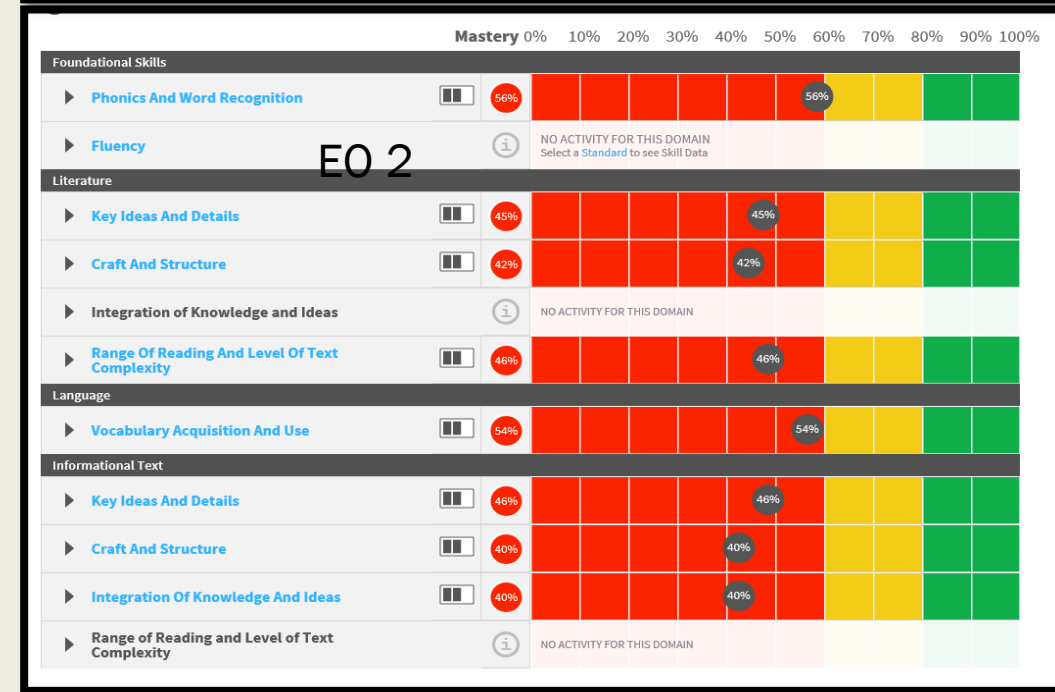 Mastery 0% 10% 20% 30% 40% 50% 60% 70% 80% 90% 100%
Foundational Skills
Phonics And Word Recognition 56% 56%
Fluency i NO ACTIVITY FOR THIS DOMAIN
Select a Standard to see Skill Data
EO 2
Literature
Key Ideas And Details 45% 45%
Craft And Structure 42% 42%
Integration of Knowledge and Ideas i NO ACTIVITY FOR THIS DOMAIN
Range Of Reading And Level Of Text
Complexity 46% 46%
Language
Vocabulary Acquisition And Use 54% 54%
Informational Text
Key Ideas And Details 46% 46%
Craft And Structure 40% 40%
Integration Of Knowledge And Ideas 40% 40%
Range of Reading and Level of Text
Complexity i NO ACTIVITY FOR THIS DOMAIN